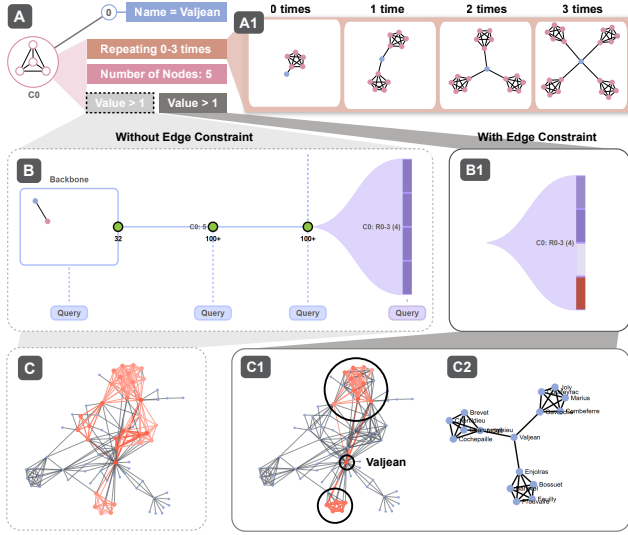 A
0
Name = Valjean
A1
0 times
1 time
2 times
3 times
Repeating 0-3 times
Number of Nodes: 5
C0
Value > 1
Value > 1
Without Edge Constraint
With Edge Constraint
B
Backbone
C0: 5
C0: R0-3 (4)
32
100+
100+
Query
Query
Query
Query
B1
C0: R0-3 (4)
C
C1
Valjean
C2
Joly
Marius
Combeferre
Brevet
Cochepaille
Valjean
Enjolras
Bossuet
Feuilly